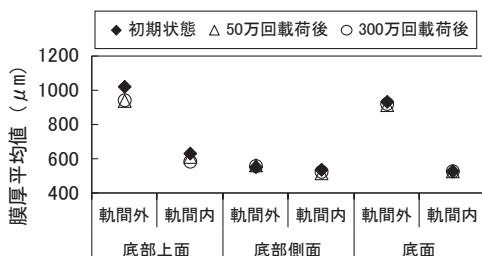 ◆ 初期状態 △ 50万回載荷後 ○ 300万回載荷後
膜厚平均値 (μm)
1200
1000
800
600
400
軌間外 軌間内 軌間外 軌間内 軌間外 軌間内
底部上面 底部側面 底面